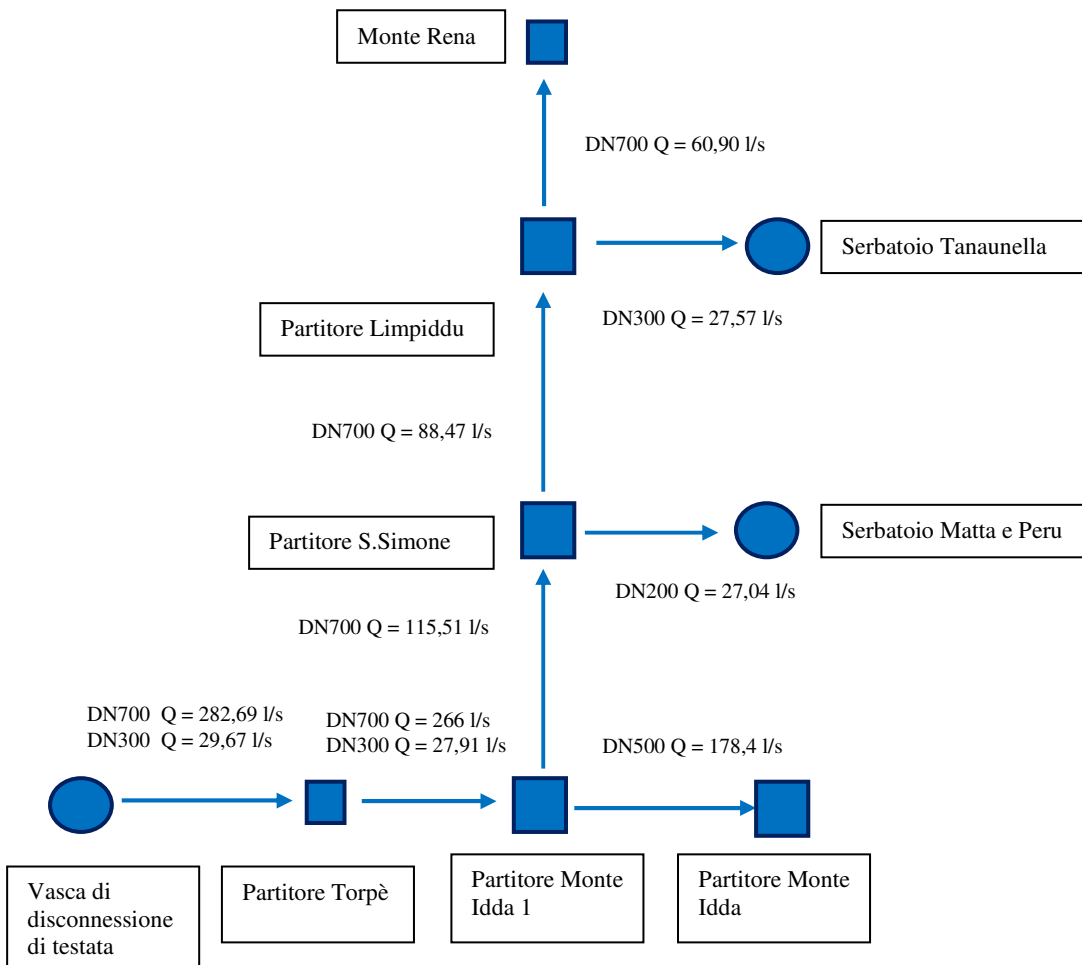 Monte Rena
DN700 Q = 60,90 l/s
Serbatoio Tanaunella
DN300 Q = 27,57 l/s
Partitore Limpiddu
DN700 Q = 88,47 l/s
Partitore S.Simone
Serbatoio Matta e Peru
DN200 Q = 27,04 l/s
DN700 Q = 115,51 l/s
DN700 Q = 282,69 l/s
DN300 Q = 29,67 l/s
DN700 Q = 266 l/s
DN300 Q = 27,91 l/s
DN500 Q = 178,4 l/s
Vasca di
disconnessione
di testata
Partitore Torpè
Partitore Monte
Idda 1
Partitore Monte
Idda